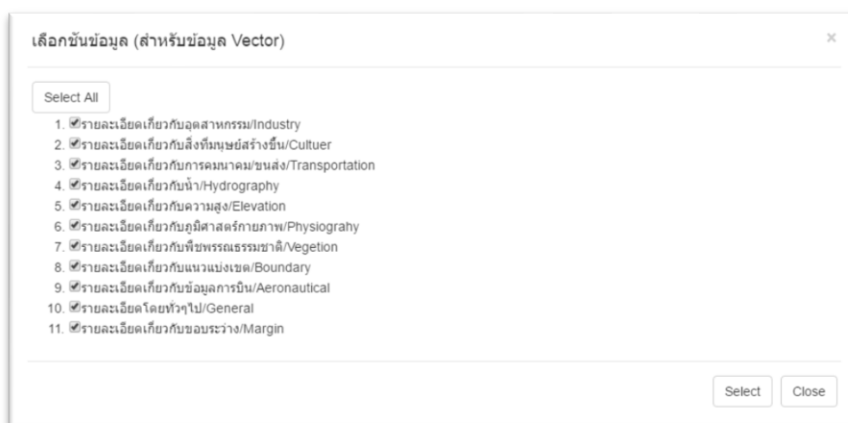 เลือกชั้นข้อมูล (สำหรับข้อมูล Vector)
×
Select All
1. รายละเอียดเกี่ยวกับอุตสาหกรรม/Industry
2. รายละเอียดเกี่ยวกับสิ่งที่มนุษย์สร้างขึ้น/Cultuer
3. รายละเอียดเกี่ยวกับการคมนาคม/ขนส่ง/Transportation
4. รายละเอียดเกี่ยวกับน้ำ/Hydrography
5. รายละเอียดเกี่ยวกับความสูง/Elevation
6. รายละเอียดเกี่ยวกับภูมิศาสตร์กายภาพ/Physiograhy
7. รายละเอียดเกี่ยวกับพืชพรรณธรรมชาติ/Vegetion
8. รายละเอียดเกี่ยวกับแนวแบ่งเขต/Boundary
9. รายละเอียดเกี่ยวกับข้อมูลการบิน/Aeronautical
10. รายละเอียดโดยทั่วๆไป/General
11. รายละเอียดเกี่ยวกับขอบระวาง/Margin
Select Close